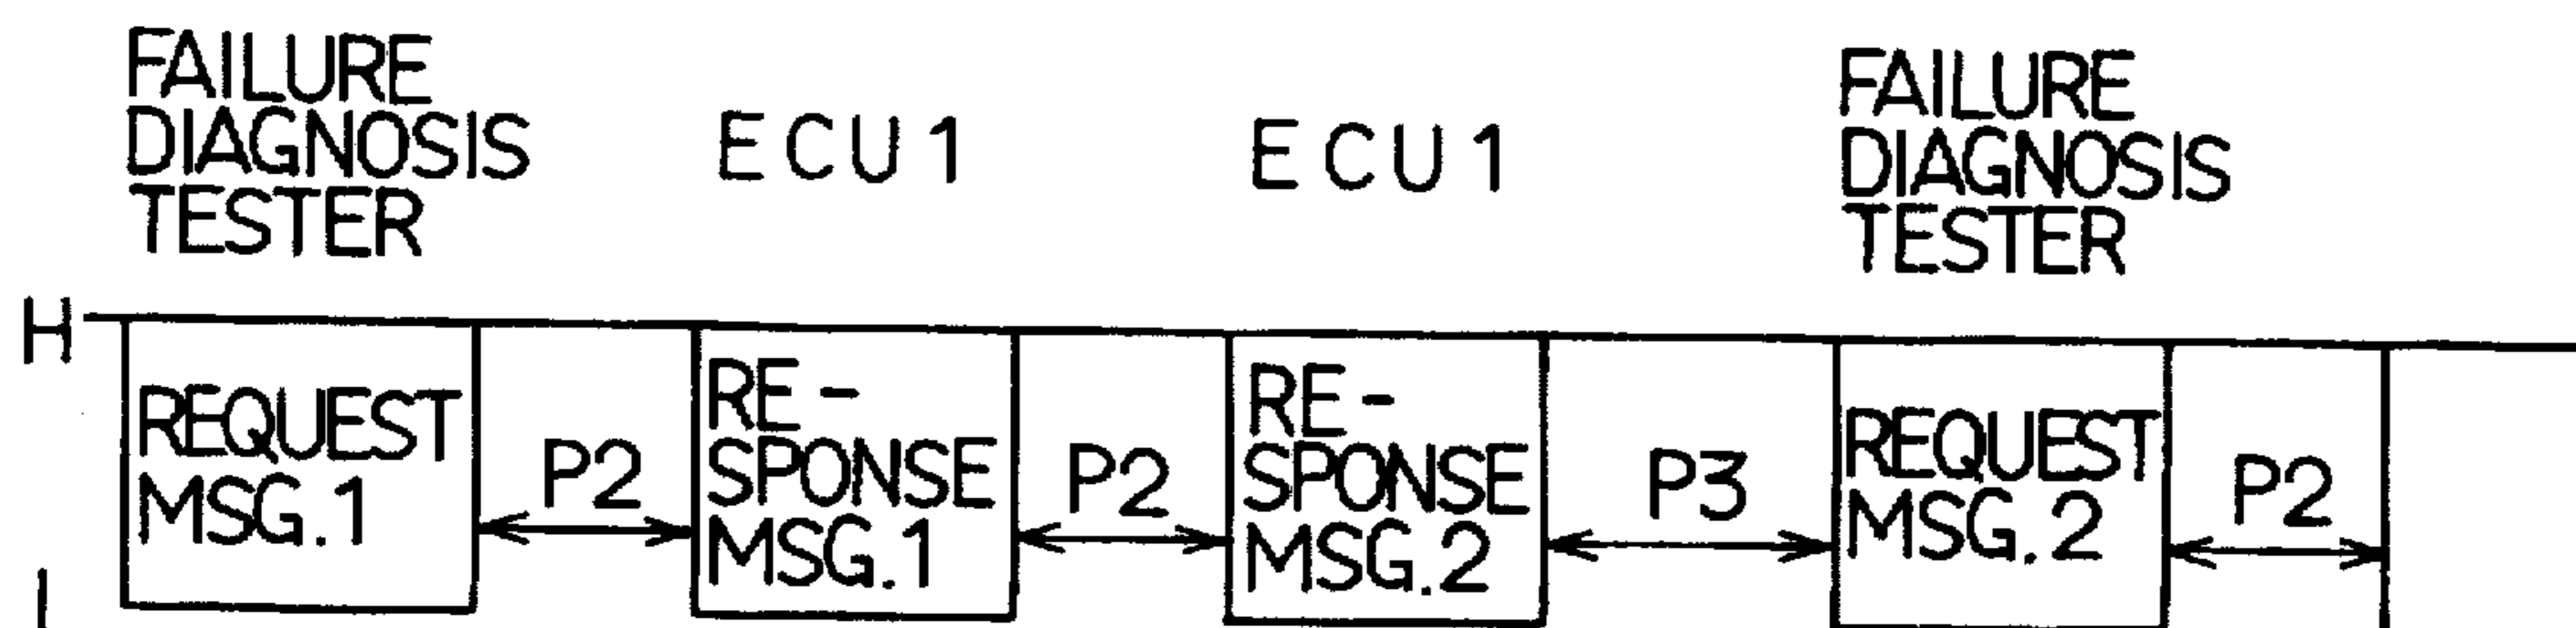 FAILURE
DIAGNOSIS
TESTER
ECU1
ECU1
FAILURE
DIAGNOSIS
TESTER
H
REQUEST
MSG.1
P2
RE-
SPONSE
MSG.1
P2
RE-
SPONSE
MSG.2
P3
REQUEST
MSG.2
P2